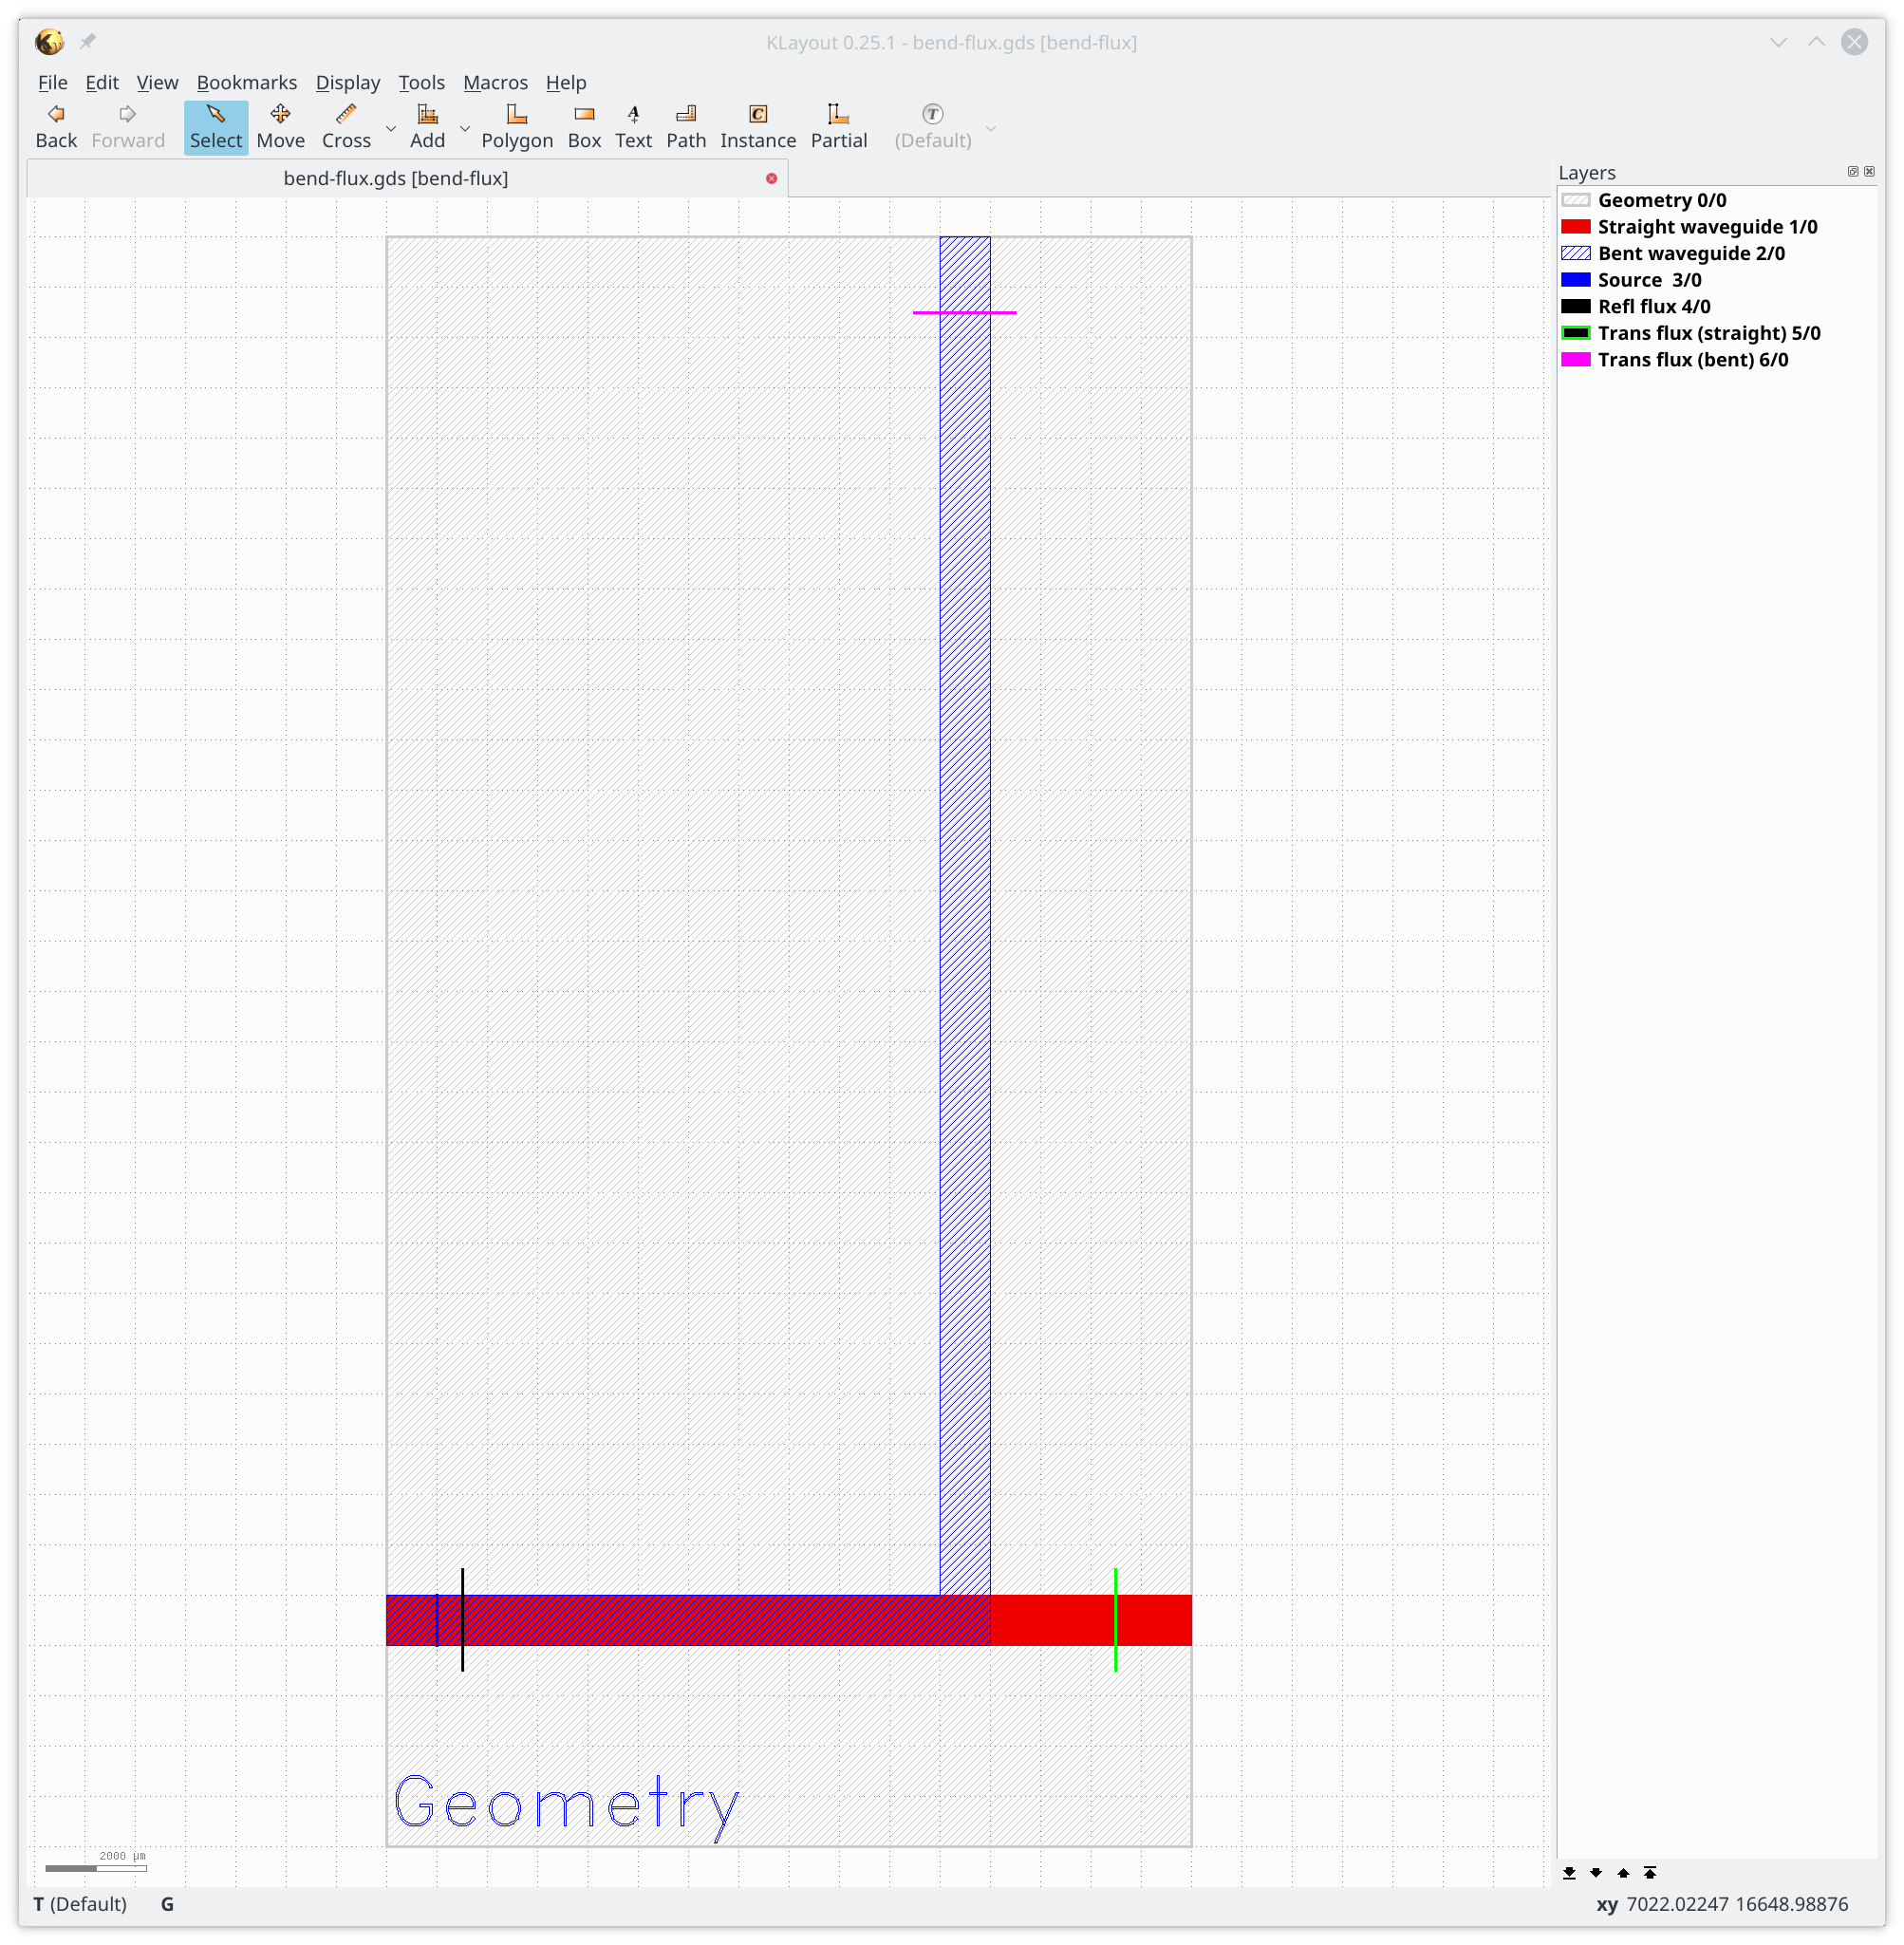 KLayout 0.25.1 - bend-flux.gds [bend-flux]
File Edit View Bookmarks Display Tools Macros Help
Back Forward Select Move Cross Add Polygon Box Text Path Instance Partial (Default)
bend-flux.gds [bend-flux]
Layers
Geometry 0/0
Straight waveguide 1/0
Bent waveguide 2/0
Source 3/0
Refl flux 4/0
Trans flux (straight) 5/0
Trans flux (bent) 6/0
Geometry
2000 µm
T (Default) G xy 7022.02247 16648.98876